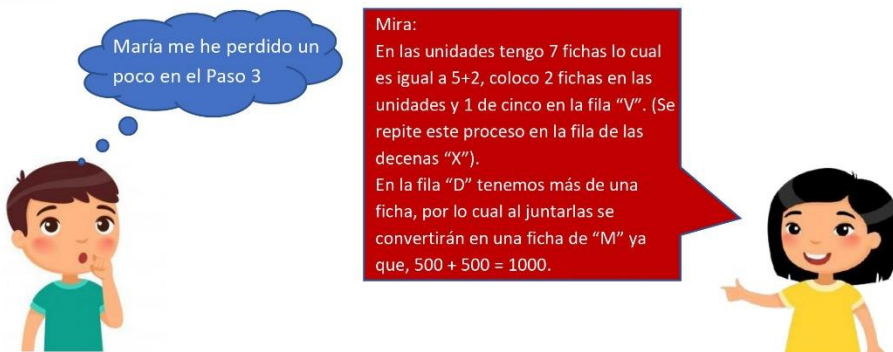 María me he perdido un
poco en el Paso 3
Mira:
En las unidades tengo 7 fichas lo cual
es igual a 5+2, coloco 2 fichas en las
unidades y 1 de cinco en la fila “V”. (Se
repite este proceso en la fila de las
decenas “X”).
En la fila “D” tenemos más de una
ficha, por lo cual al juntarlas se
convertirán en una ficha de “M” ya
que, 500 + 500 = 1000.